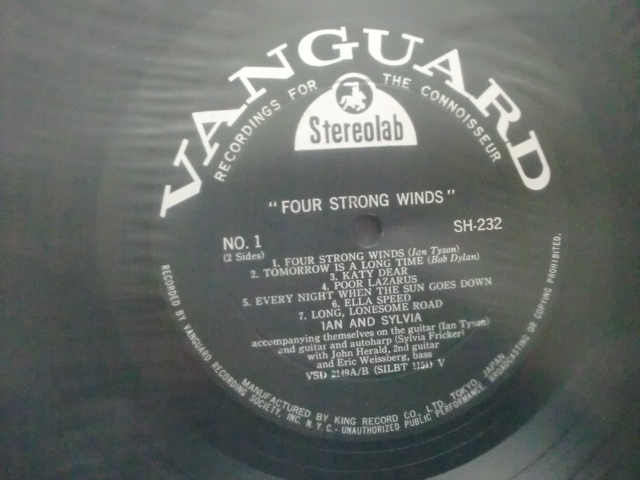 VANGUARD
RECORDINGS FOR THE CONNOISSEUR
Stereolab
"FOUR STRONG WINDS"
NO. 1
(2 Sides)
SH-232
1. FOUR STRONG WINDS (Ian Tyson)
2. TOMORROW IS A LONG TIME (Bob Dylan)
3. KATY DEAR
4. POOR LAZARUS
5. EVERY NIGHT WHEN THE SUN GOES DOWN
6. ELLA SPEED
7. LONG, LONESOME ROAD
IAN AND SYLVIA
accompanying themselves on the guitar (Ian Tyson)
and guitar and autoharp (Sylvia Fricker)
with John Herald, 2nd guitar
and Eric Weissberg, bass
VSD 2149A/B (SILBT V
MANUFACTURED BY KING RECORD CO., LTD, TOKYO, JAPAN
RECORDED BY VANGUARD RECORDING SOCIETY, INC. N.Y.C. - UNAUTHORIZED PUBLIC PERFORMANCE, BROADCASTING OR COPYING PROHIBITED.